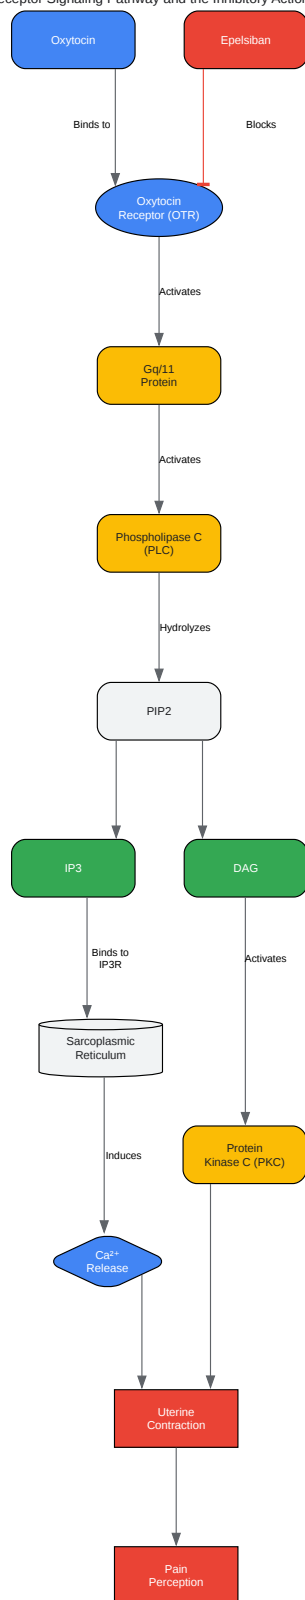 Receptor Signaling Pathway and the Inhibitory Action
Oxytocin
Epelsiban
Binds to
Blocks
Oxytocin
Receptor (OTR)
Activates
Gq/11
Protein
Activates
Phospholipase C
(PLC)
Hydrolyzes
PIP2
IP3
DAG
Binds to
IP3R
Activates
Sarcoplasmic
Reticulum
Protein
Kinase C (PKC)
Induces
Ca²⁺
Release
Uterine
Contraction
Pain
Perception